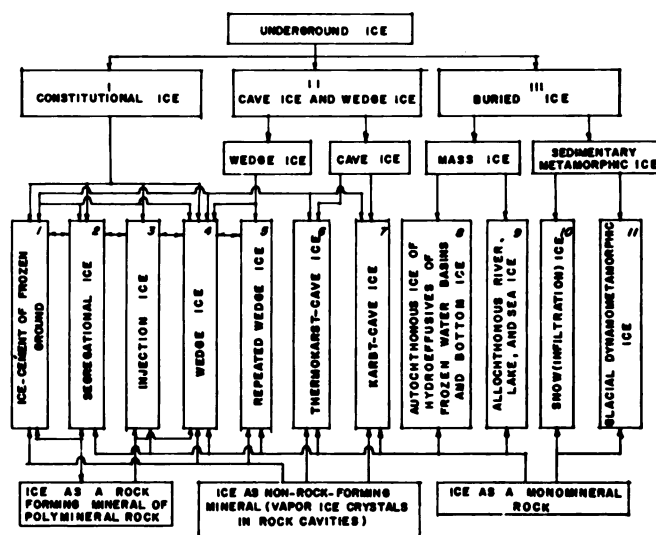 UNDERGROUND ICE
I
CONSTITUTIONAL ICE
II
CAVE ICE AND WEDGE ICE
III
BURIED ICE
WEDGE ICE
CAVE ICE
MASS ICE
SEDIMENTARY
METAMORPHIC ICE
1
ICE-CEMENT OF FROZEN
GROUND
2
SEGREGATIONAL ICE
3
INJECTION ICE
4
WEDGE ICE
5
REPEATED WEDGE ICE
6
THERMOKARST-CAVE ICE
7
KARBT-CAVE ICE
8
AUTOCHTHONOUS ICE OF
HYDROEFFUSIVES OF
FROZEN WATER BASINS
AND BOTTOM ICE
9
ALLOCHTHONOUS RIVER,
LAKE, AND SEA ICE
10
SNOW (INFILTRATION) ICE
11
GLACIAL DYNAMOMETAMORPHIC
ICE
ICE AS A ROCK
FORMING MINERAL OF
POLYMINERAL ROCK
ICE AS NON-ROCK-FORMING
MINERAL (VAPOR ICE CRYSTALS
IN ROCK CAVITIES)
ICE AS A MONOMINERAL
ROCK